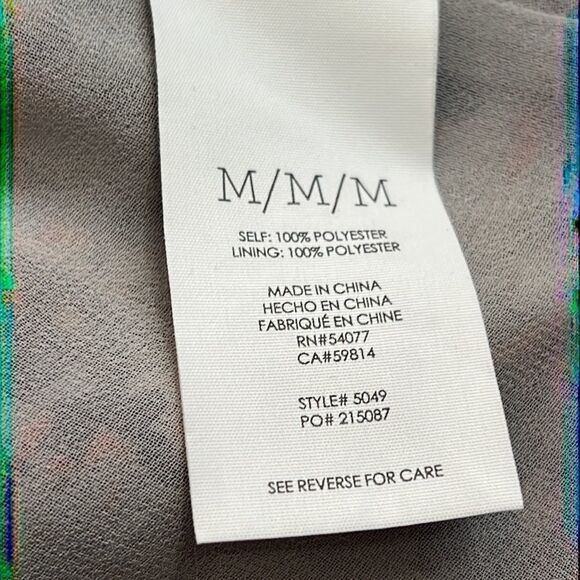 M/M/M
SELF: 100% POLYESTER
LINING: 100% POLYESTER
MADE IN CHINA
HECHO EN CHINA
FABRIQUÉ EN CHINE
RN#54077
CA#59814
STYLE# 5049
PO# 215087
SEE REVERSE FOR CARE